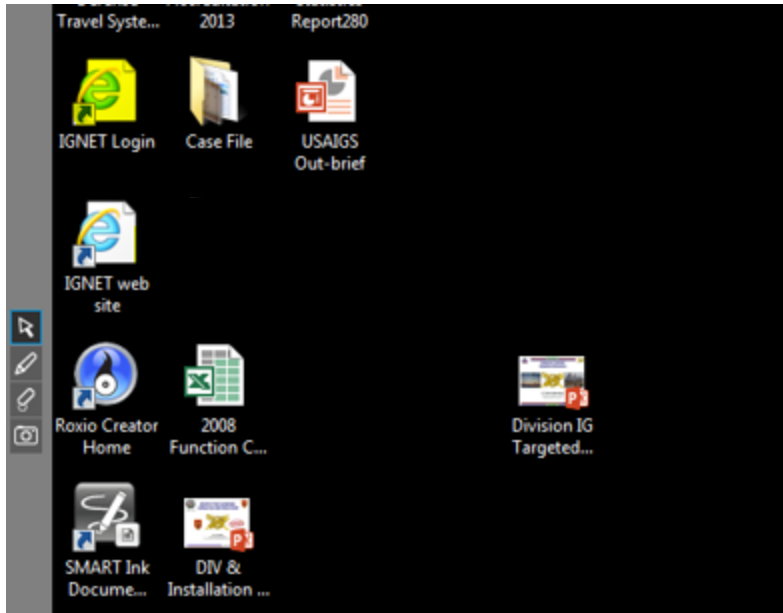 Travel Syste...
2013
Report280
IGNET Login
Case File
USAIGS
Out-brief
IGNET web
site
Roxio Creator
Home
2008
Function C...
Division IG
Targeted...
SMART Ink
Docume...
DIV &
Installation ...